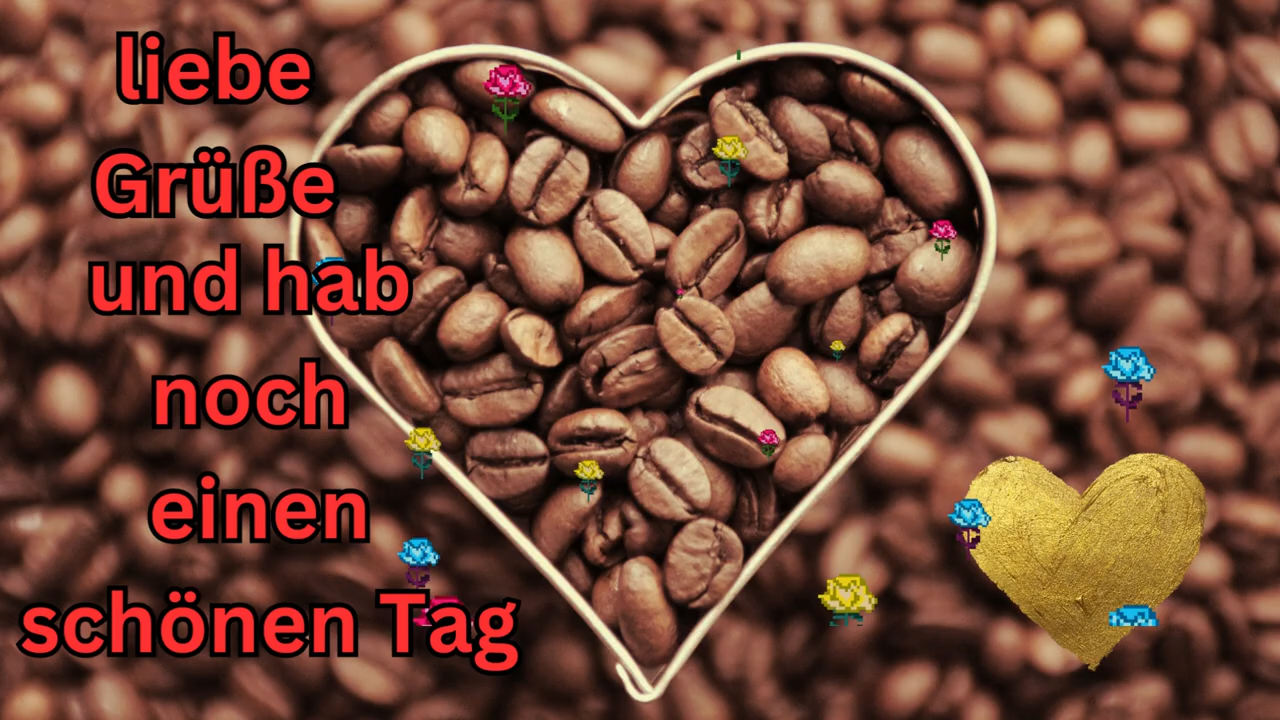 liebe
Grüße
und hab
noch
einen
schönen Tag